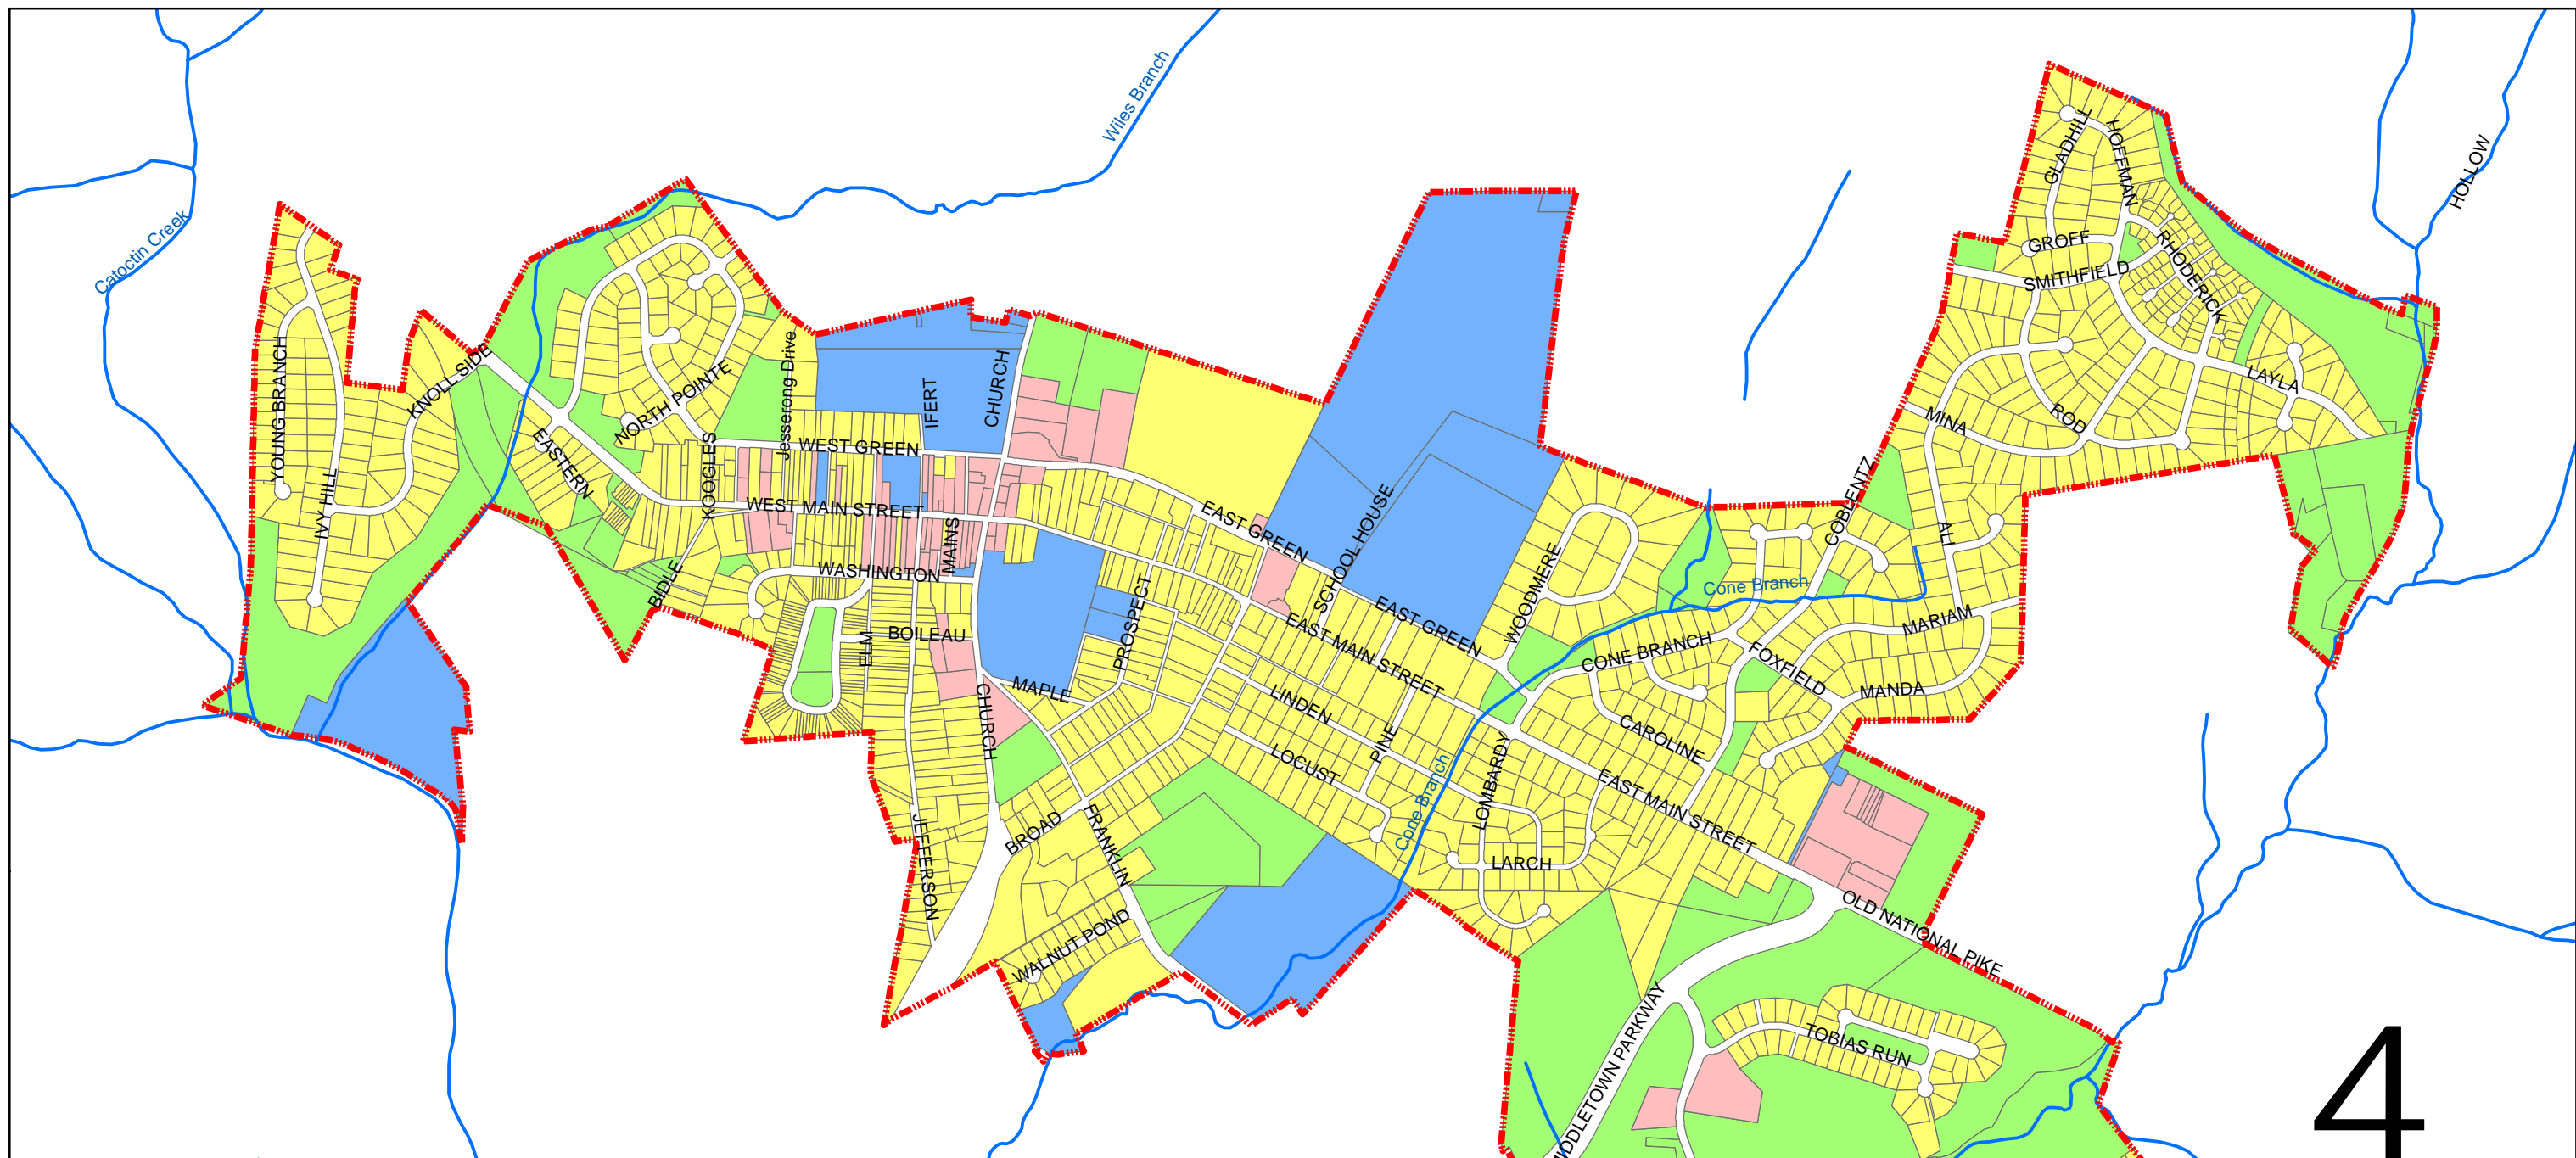 Wiles Branch
HOLLOW
GLADHILL
HOFFMAN
Catoctin Creek
GROFF
RHODERICK
SMITHFIELD
YOUNG BRANCH
KNOLL SIDE
NORTH POINTE
Jesserong Drive
IFERT
CHURCH
LAYLA
MINA
ROD
EASTERN
KOOGLES
WEST GREEN
IVY HILL
WEST MAIN STREET
MAINS
EAST GREEN
SCHOOL HOUSE
COBLENTZ
ALI
BIDLE
WASHINGTON
PROSPECT
WOODMERE
Cone Branch
ELM
BOILEAU
EAST GREEN
EAST MAIN STREET
CONE BRANCH
MARIAM
FOXFIELD
MAPLE
CHURCH
LINDEN
MANDA
PINE
CAROLINE
LOCUST
LOMBARDY
Cone Branch
EAST MAIN STREET
JEFFERSON
BROAD
FRANKLIN
LARCH
WALNUT POND
OLD NATIONAL PIKE
IDDLETOWN PARKWAY
TOBIAS RUN
4